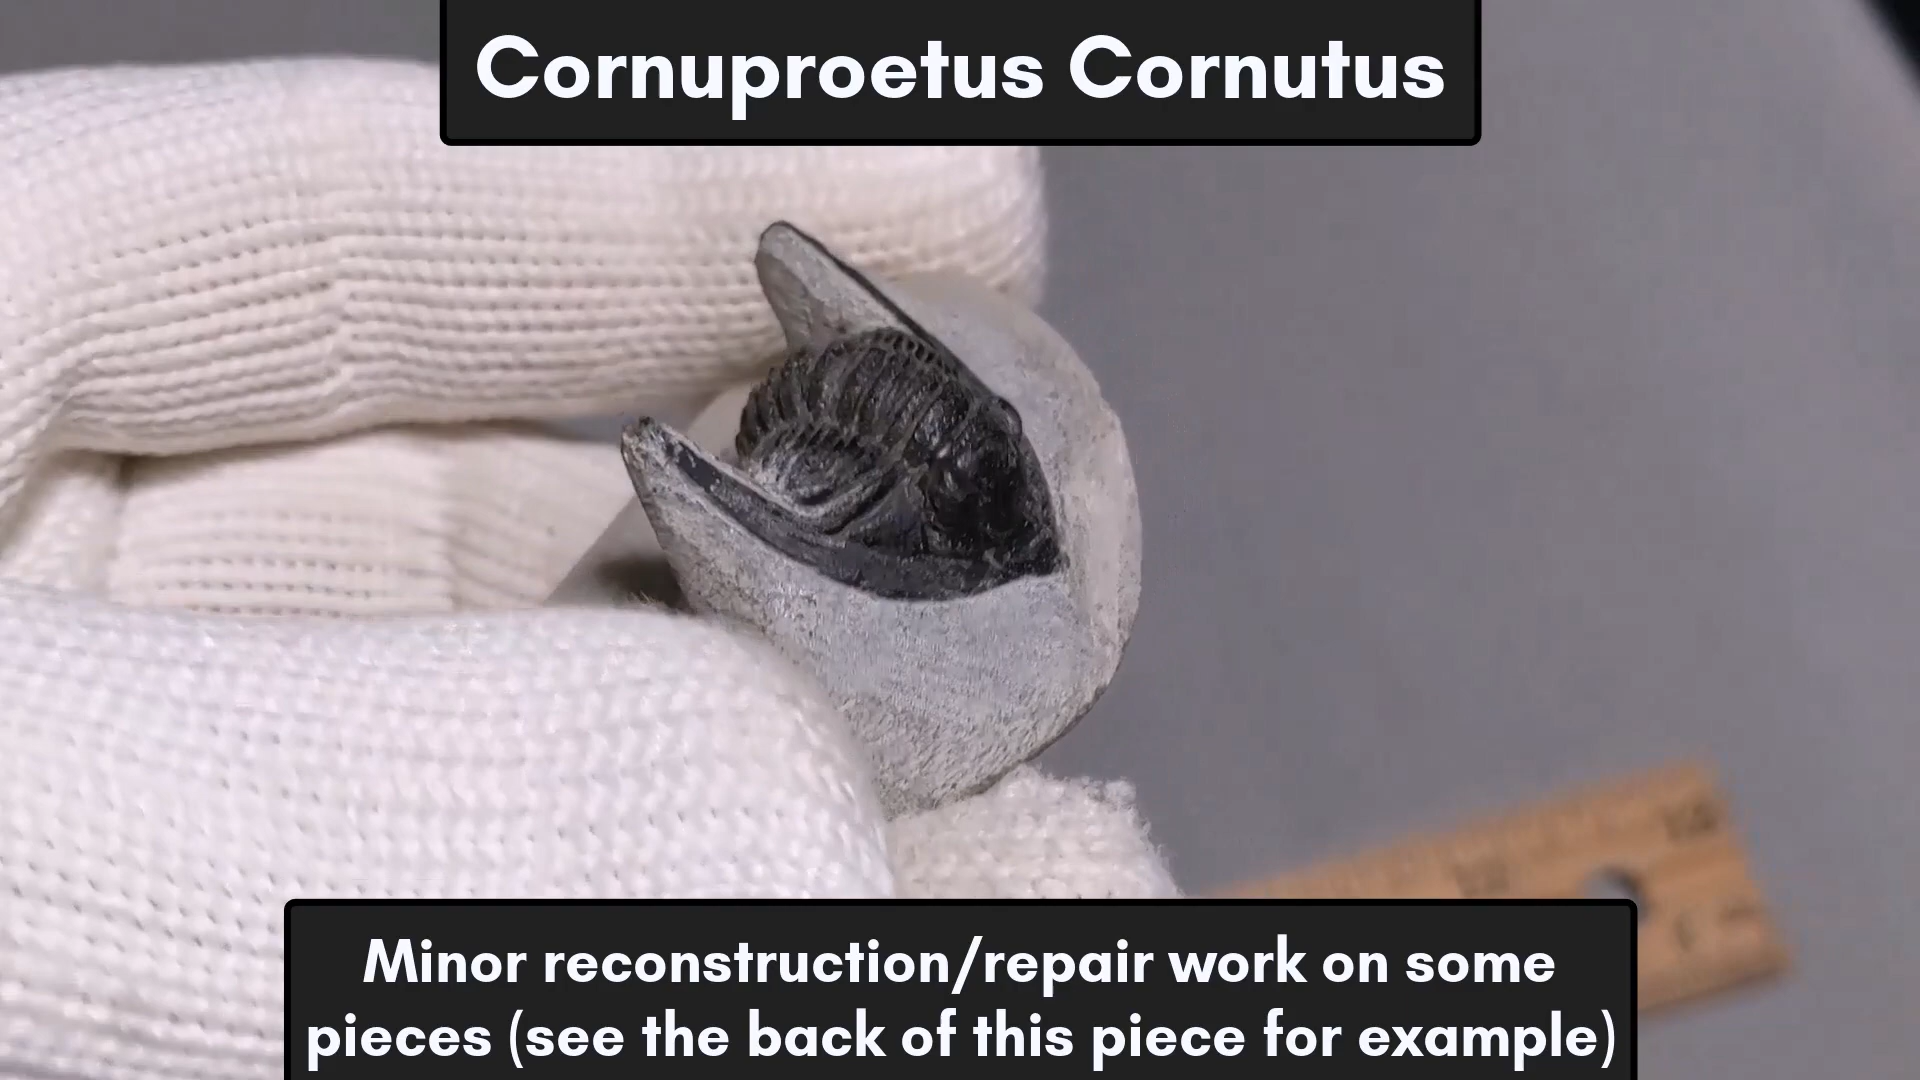 Cornuproetus Cornutus
Minor reconstruction/repair work on some
pieces (see the back of this piece for example)